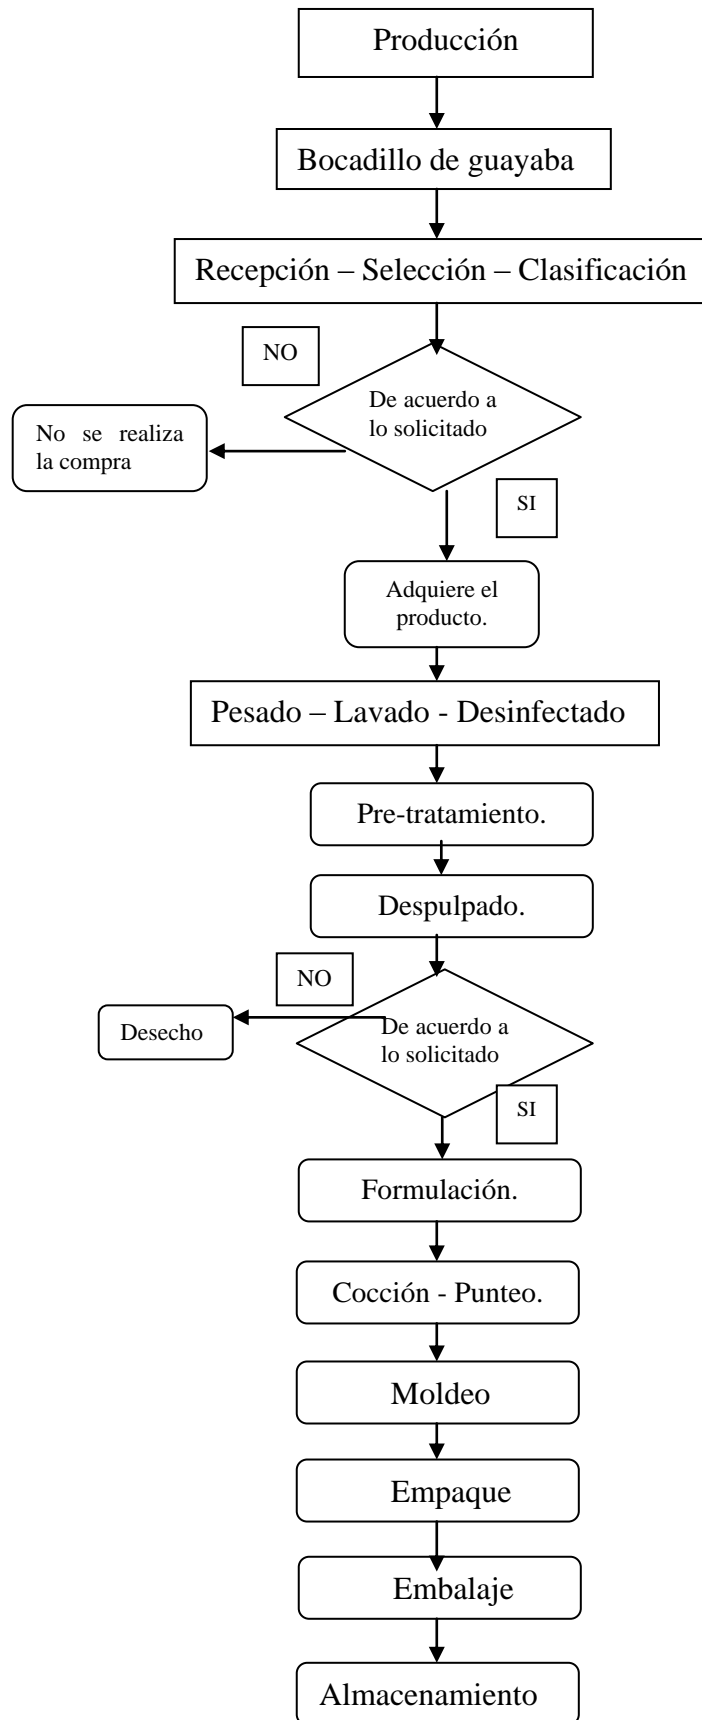 Producción
Bocadillo de guayaba
Recepción – Selección – Clasificación
NO
De acuerdo a
lo solicitado
No se realiza
la compra
SI
Adquiere el
producto.
Pesado – Lavado - Desinfectado
Pre-tratamiento.
Despulpado.
NO
De acuerdo a
lo solicitado
Desecho
SI
Formulación.
Cocción - Punteo.
Moldeo
Empaque
Embalaje
Almacenamiento